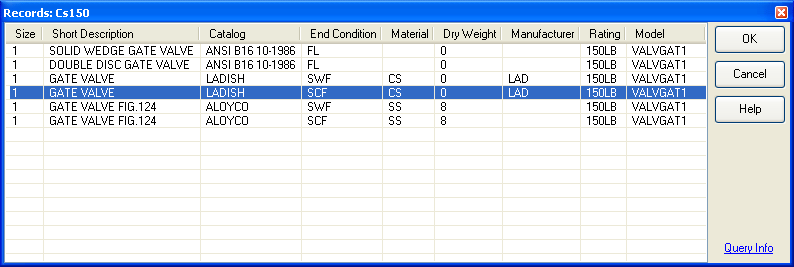 Records: Cs150
Size Short Description Catalog End Condition Material Dry Weight Manufacturer Rating Model
1 SOLID WEDGE GATE VALVE ANSI B16 10-1986 FL 0 150LB VALVGAT1
1 DOUBLE DISC GATE VALVE ANSI B16 10-1986 FL 0 150LB VALVGAT1
1 GATE VALVE LADISH SWF CS 0 LAD 150LB VALVGAT1
1 GATE VALVE LADISH SCF CS 0 LAD 150LB VALVGAT1
1 GATE VALVE FIG.124 ALOYCO SWF SS 8 150LB VALVGAT1
1 GATE VALVE FIG.124 ALOYCO SCF SS 8 150LB VALVGAT1
OK
Cancel
Help
Query Info